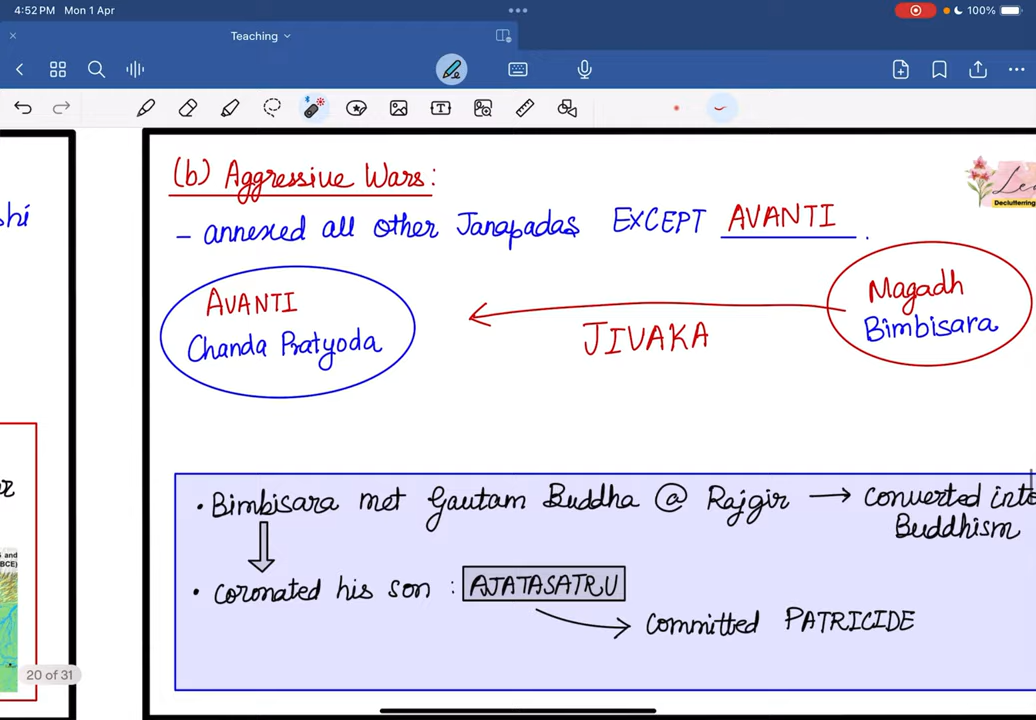 4:52 PM Mon 1 Apr
100%
Teaching
(b) Aggressive Wars:
- annexed all other Janapadas EXCEPT AVANTI.
AVANTI
Chanda Pratyoda
JIVAKA
Magadh
Bimbisara
• Bimbisara met Gautam Buddha @ Rajgir → converted into
Buddhism
• Coronated his son : AJATASATRU
committed PATRICIDE
20 of 31